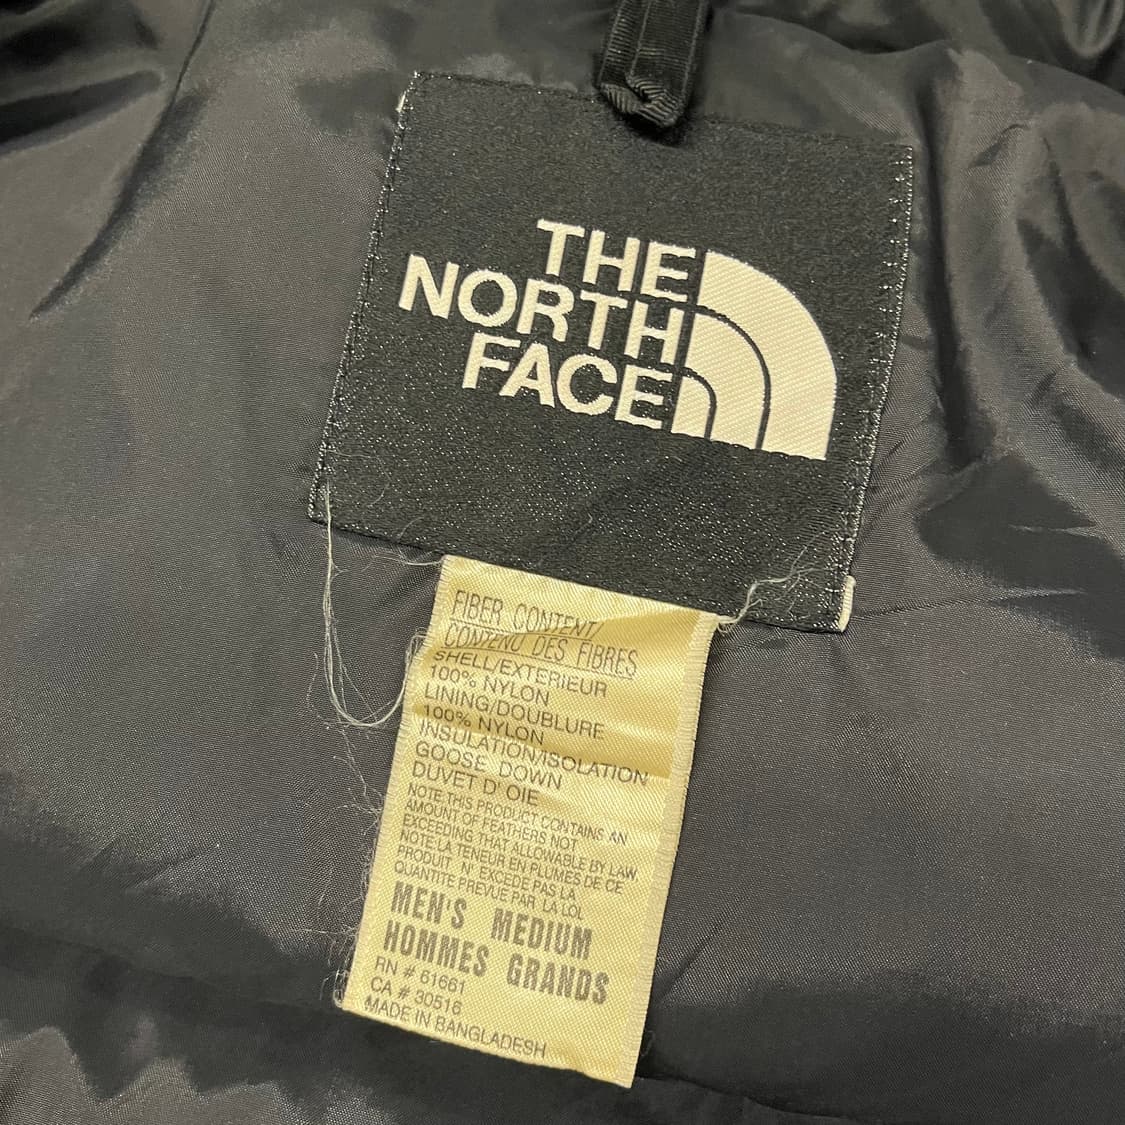 THE
NORTH
FACE
FIBER CONTENT/
CONTENU DES FIBRES
SHELL/EXTERIEUR
100% NYLON
LINING/DOUBLURE
100% NYLON
INSULATION/ISOLATION
GOOSE DOWN
DUVET D' OIE
NOTE:THIS PRODUCT CONTAINS AN
AMOUNT OF FEATHERS NOT
EXCEEDING THAT ALLOWABLE BY LAW
NOTE:LA TENEUR EN PLUMES DE CE
PRODUIT N' EXCEDE PAS LA
QUANTITE PREVUE PAR LA LOL
MEN'S MEDIUM
HOMMES GRANDS
RN # 61661
CA # 30516
MADE IN BANGLADESH